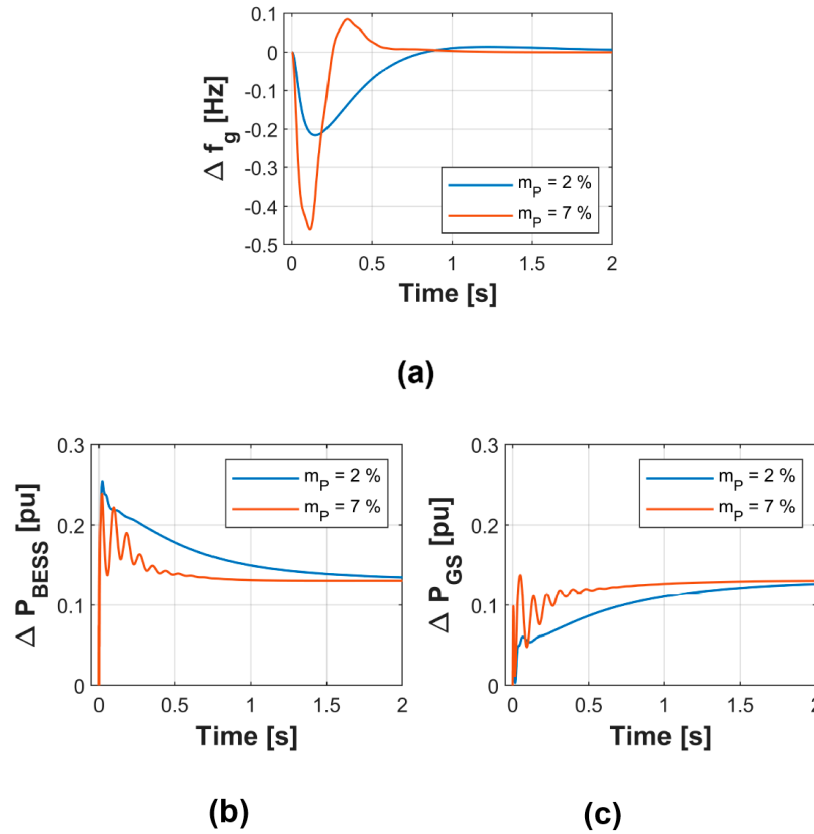 0.1
0
-0.1
-0.2
-0.3
-0.4
-0.5
Δ f_g [Hz]
m_P = 2 %
m_P = 7 %
0 0.5 1 1.5 2
Time [s]
(a)
0.3
0.2
0.1
0
Δ P_BESS [pu]
m_P = 2 %
m_P = 7 %
0 0.5 1 1.5 2
Time [s]
(b)
0.3
0.2
0.1
0
Δ P_GS [pu]
m_P = 2 %
m_P = 7 %
0 0.5 1 1.5 2
Time [s]
(c)